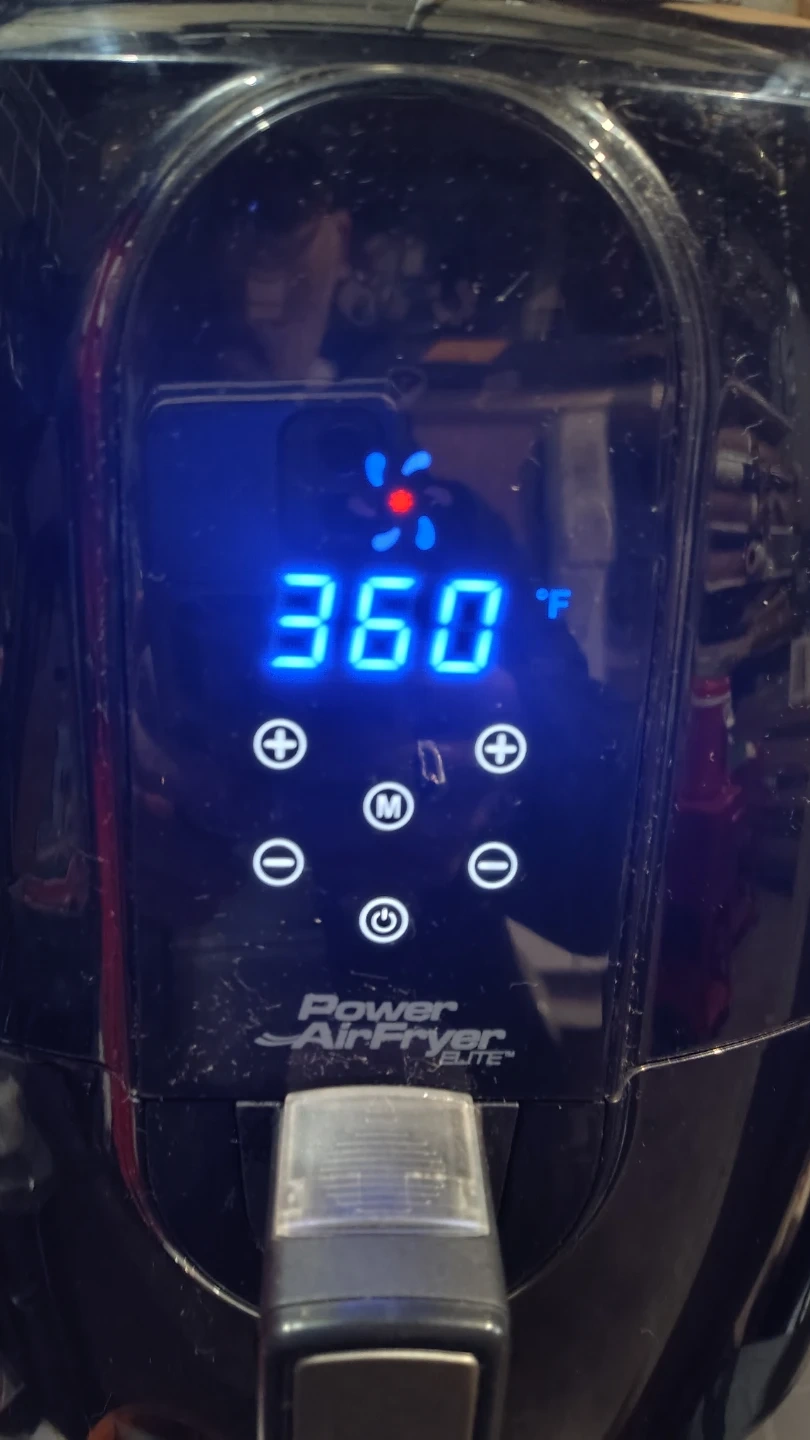 360 °F
+ +
M
- -
Power
AirFryer
ELITE™